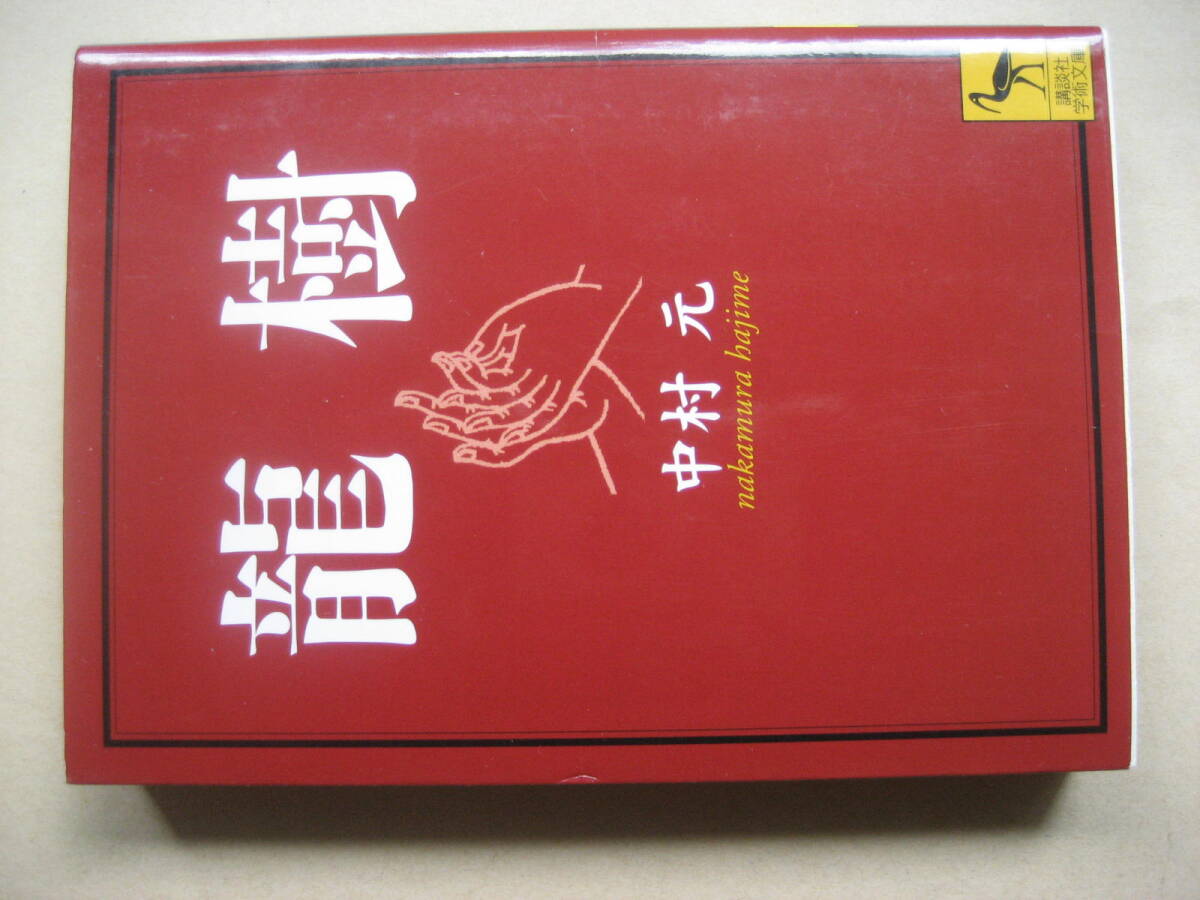 龍樹
中村 元
nakamura hajime
講談社
学術文庫